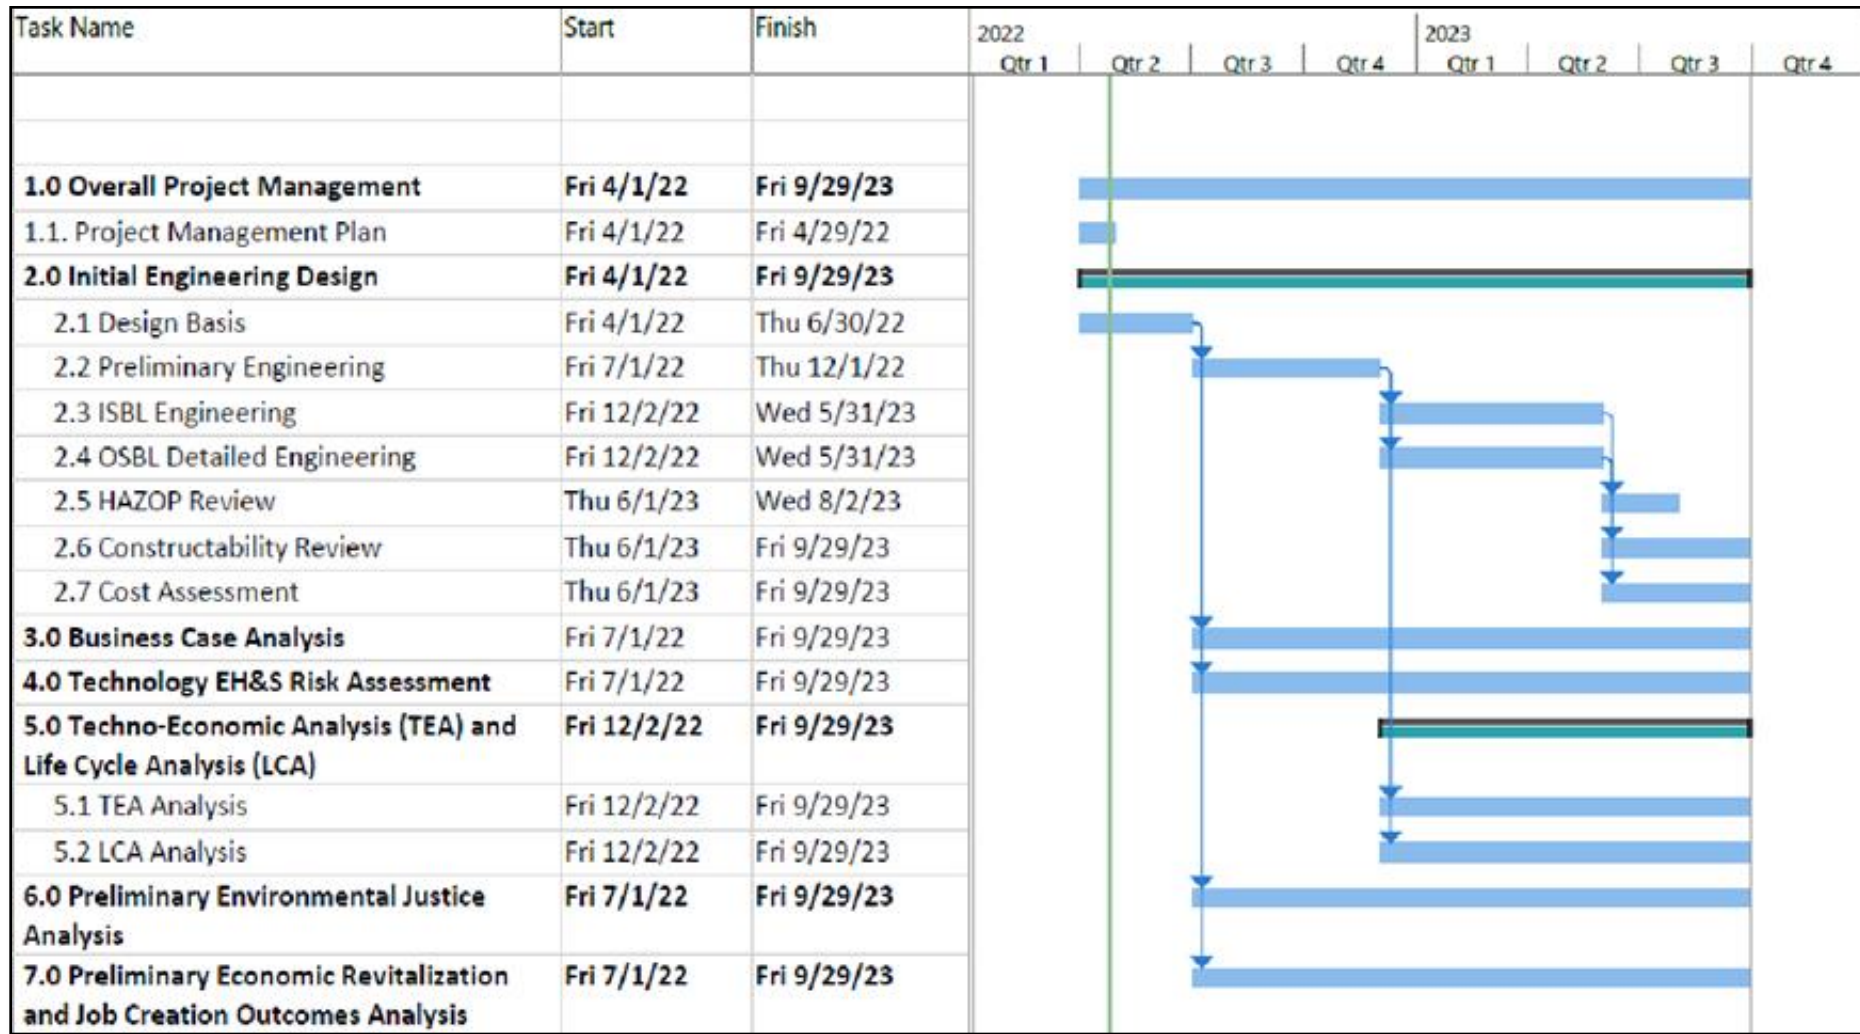 Task Name Start Finish 2022 2023
Qtr 1 Qtr 2 Qtr 3 Qtr 4 Qtr 1 Qtr 2 Qtr 3 Qtr 4
1.0 Overall Project Management Fri 4/1/22 Fri 9/29/23
1.1. Project Management Plan Fri 4/1/22 Fri 4/29/22
2.0 Initial Engineering Design Fri 4/1/22 Fri 9/29/23
2.1 Design Basis Fri 4/1/22 Thu 6/30/22
2.2 Preliminary Engineering Fri 7/1/22 Thu 12/1/22
2.3 ISBL Engineering Fri 12/2/22 Wed 5/31/23
2.4 OSBL Detailed Engineering Fri 12/2/22 Wed 5/31/23
2.5 HAZOP Review Thu 6/1/23 Wed 8/2/23
2.6 Constructability Review Thu 6/1/23 Fri 9/29/23
2.7 Cost Assessment Thu 6/1/23 Fri 9/29/23
3.0 Business Case Analysis Fri 7/1/22 Fri 9/29/23
4.0 Technology EH&S Risk Assessment Fri 7/1/22 Fri 9/29/23
5.0 Techno-Economic Analysis (TEA) and Fri 12/2/22 Fri 9/29/23
Life Cycle Analysis (LCA)
5.1 TEA Analysis Fri 12/2/22 Fri 9/29/23
5.2 LCA Analysis Fri 12/2/22 Fri 9/29/23
6.0 Preliminary Environmental Justice Fri 7/1/22 Fri 9/29/23
Analysis
7.0 Preliminary Economic Revitalization Fri 7/1/22 Fri 9/29/23
and Job Creation Outcomes Analysis